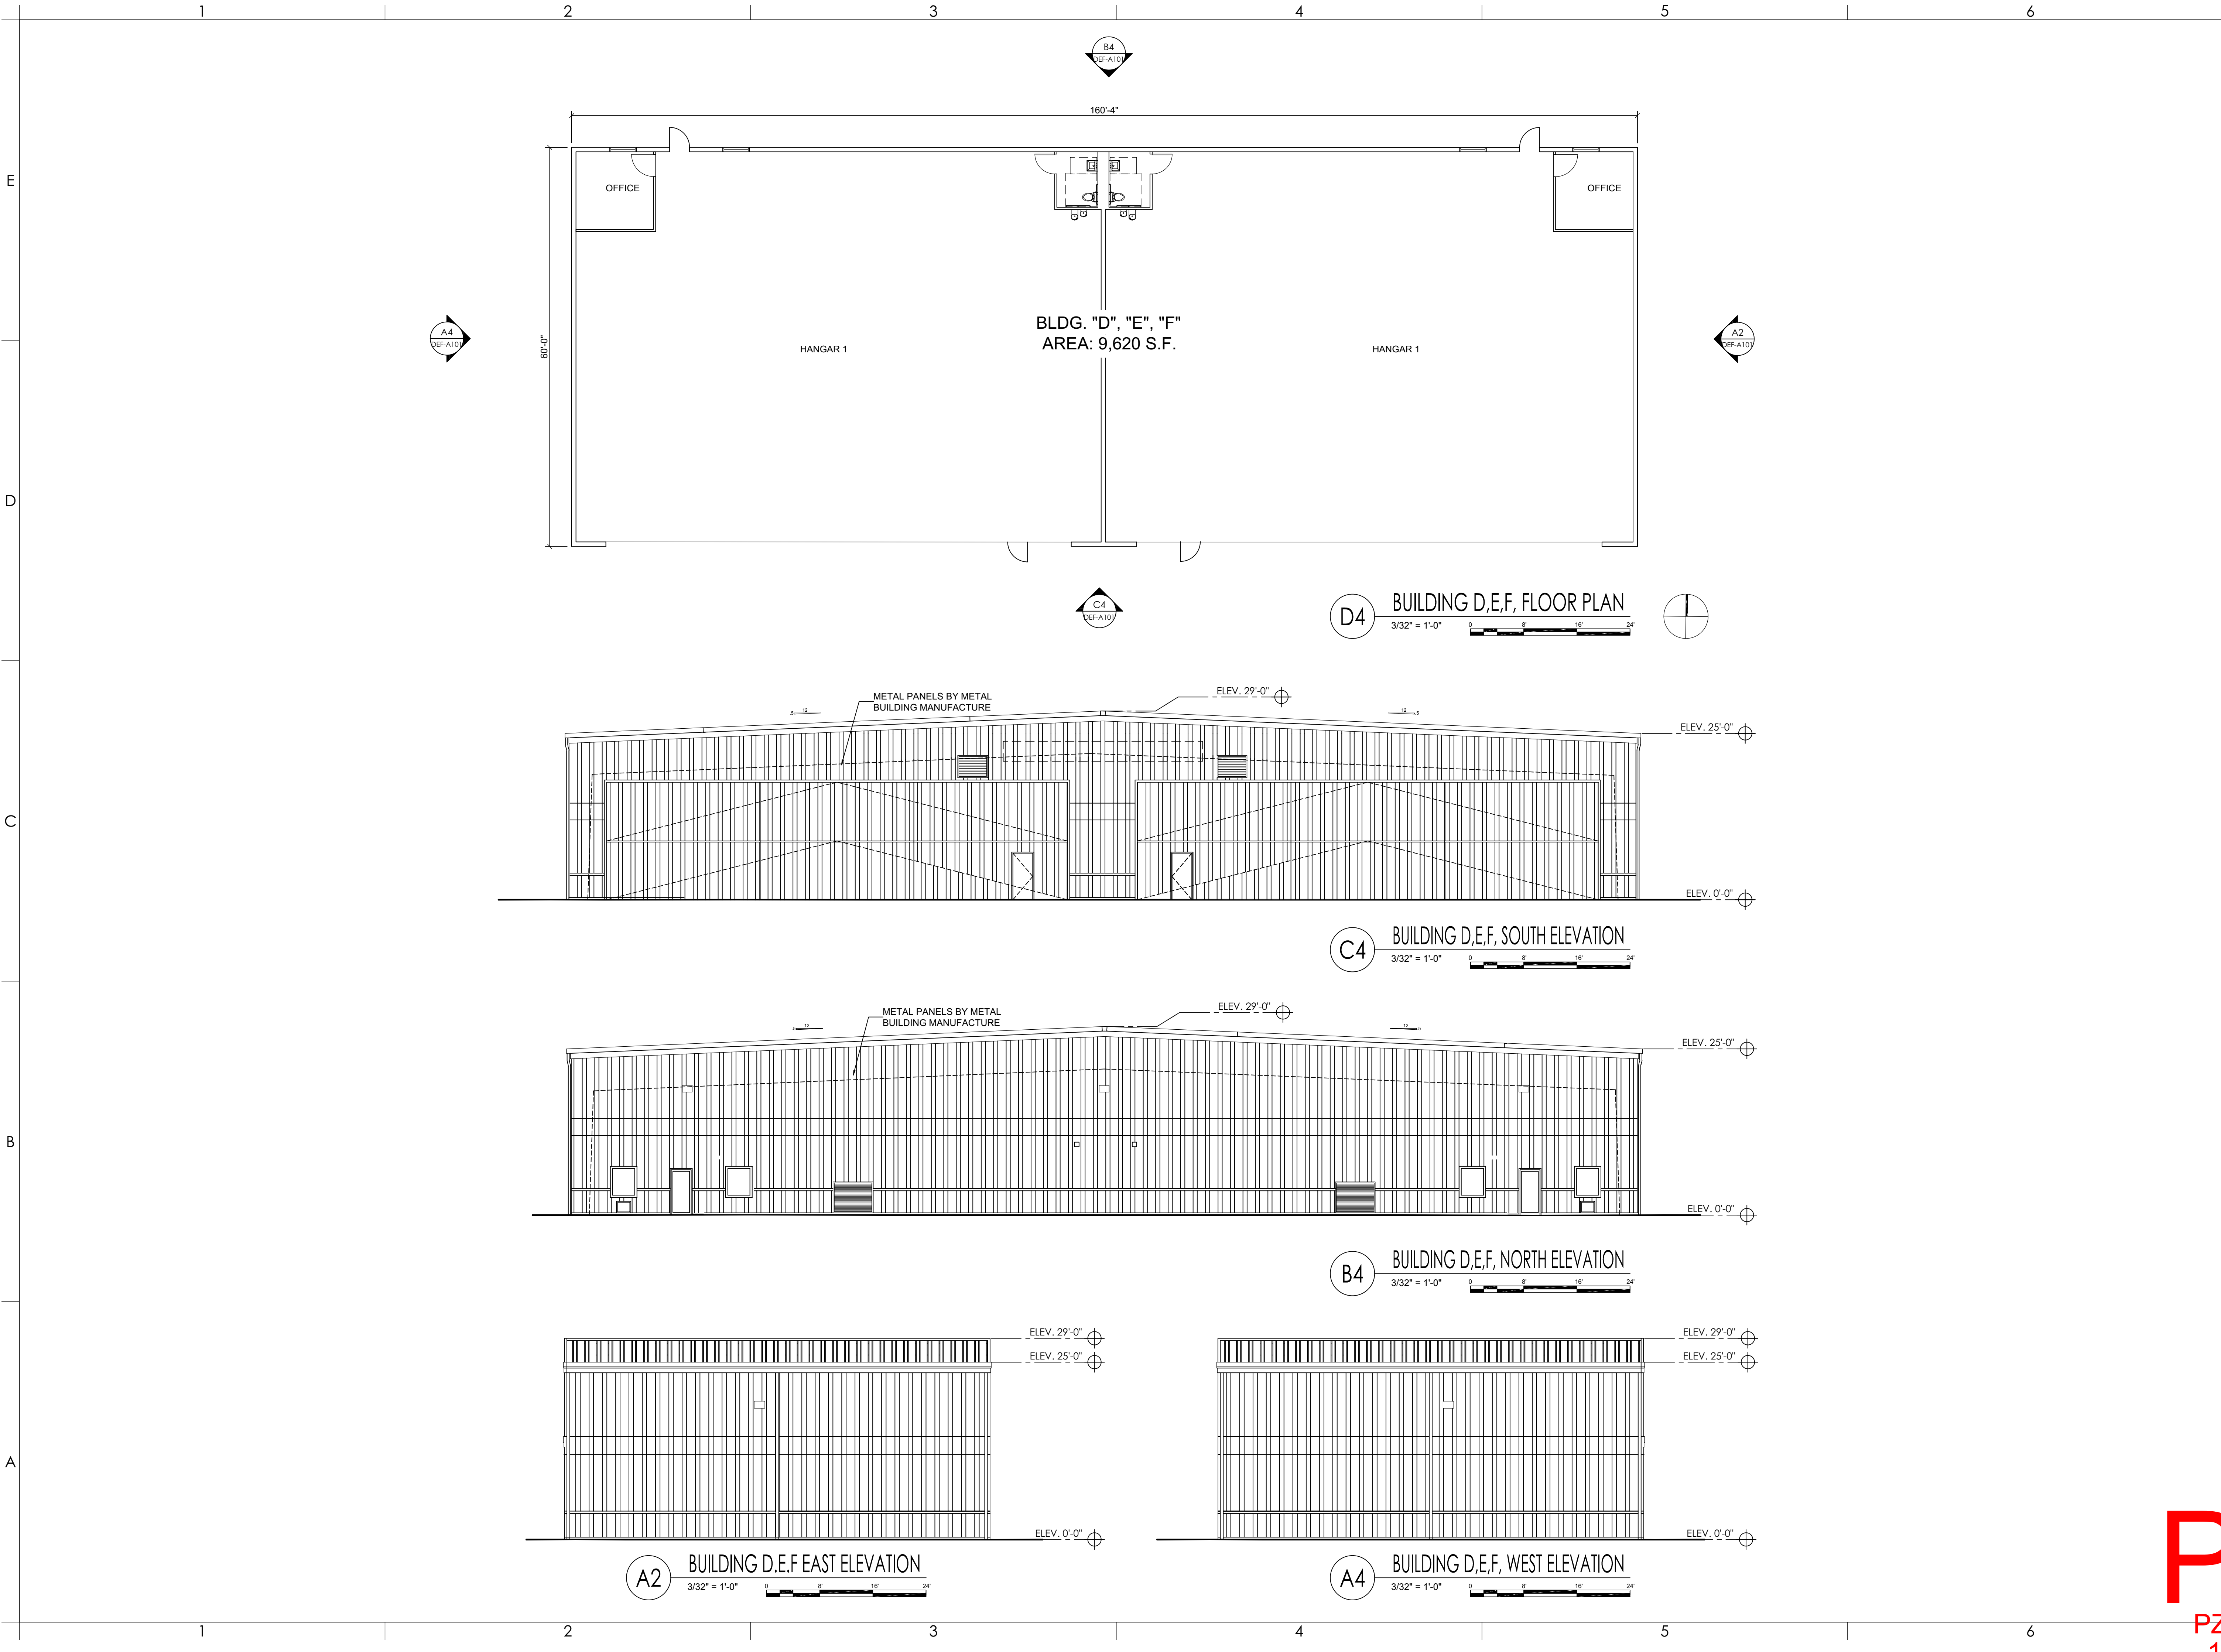 1 2 3 4 5 6
B4
DEF-A101
160'-4"
E
OFFICE
OFFICE
A4
DEF-A101
60'-0"
HANGAR 1
BLDG. "D", "E", "F"
AREA: 9,620 S.F.
HANGAR 1
A2
DEF-A101
D
C4
DEF-A101
D4
BUILDING D,E,F, FLOOR PLAN
3/32" = 1'-0"
0 8' 16' 24'
METAL PANELS BY METAL
BUILDING MANUFACTURE
ELEV. 29'-0"
12
.5
12
.5
ELEV. 25'-0"
C
ELEV. 0'-0"
C4
BUILDING D,E,F, SOUTH ELEVATION
3/32" = 1'-0"
0 8' 16' 24'
METAL PANELS BY METAL
BUILDING MANUFACTURE
ELEV. 29'-0"
12
.5
12
.5
ELEV. 25'-0"
B
ELEV. 0'-0"
B4
BUILDING D,E,F, NORTH ELEVATION
3/32" = 1'-0"
0 8' 16' 24'
ELEV. 29'-0"
ELEV. 25'-0"
ELEV. 29'-0"
ELEV. 25'-0"
A
ELEV. 0'-0"
ELEV. 0'-0"
A2
BUILDING D.E.F EAST ELEVATION
3/32" = 1'-0"
0 8' 16' 24'
A4
BUILDING D,E,F, WEST ELEVATION
3/32" = 1'-0"
0 8' 16' 24'
P
PZ
1 2 3 4 5 6